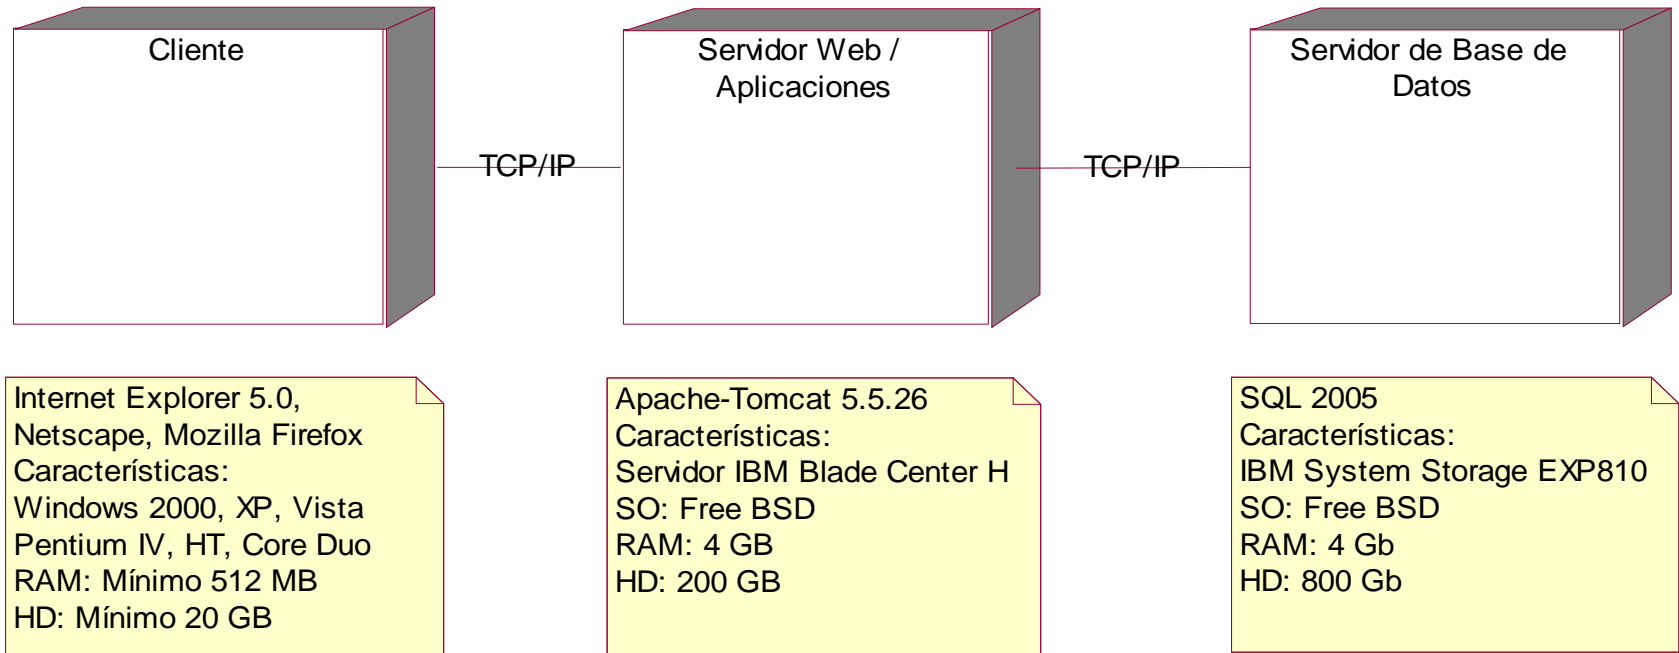 Cliente
Servidor Web /
Aplicaciones
Servidor de Base de
Datos
TCP/IP
TCP/IP
Internet Explorer 5.0,
Netscape, Mozilla Firefox
Características:
Windows 2000, XP, Vista
Pentium IV, HT, Core Duo
RAM: Mínimo 512 MB
HD: Mínimo 20 GB
Apache-Tomcat 5.5.26
Características:
Servidor IBM Blade Center H
SO: Free BSD
RAM: 4 GB
HD: 200 GB
SQL 2005
Características:
IBM System Storage EXP810
SO: Free BSD
RAM: 4 Gb
HD: 800 Gb